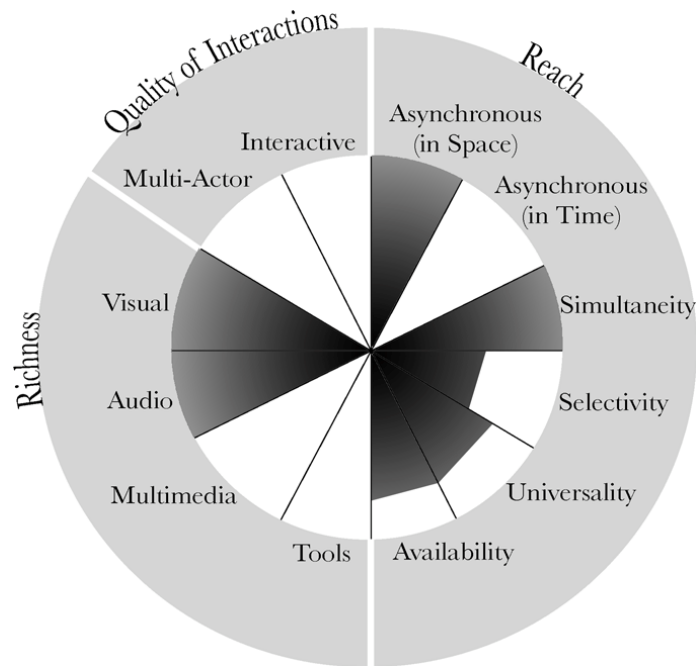 Quality of Interactions
Reach
Richness
Interactive
Multi-Actor
Asynchronous
(in Space)
Asynchronous
(in Time)
Visual
Simultaneity
Audio
Selectivity
Multimedia
Universality
Tools
Availability